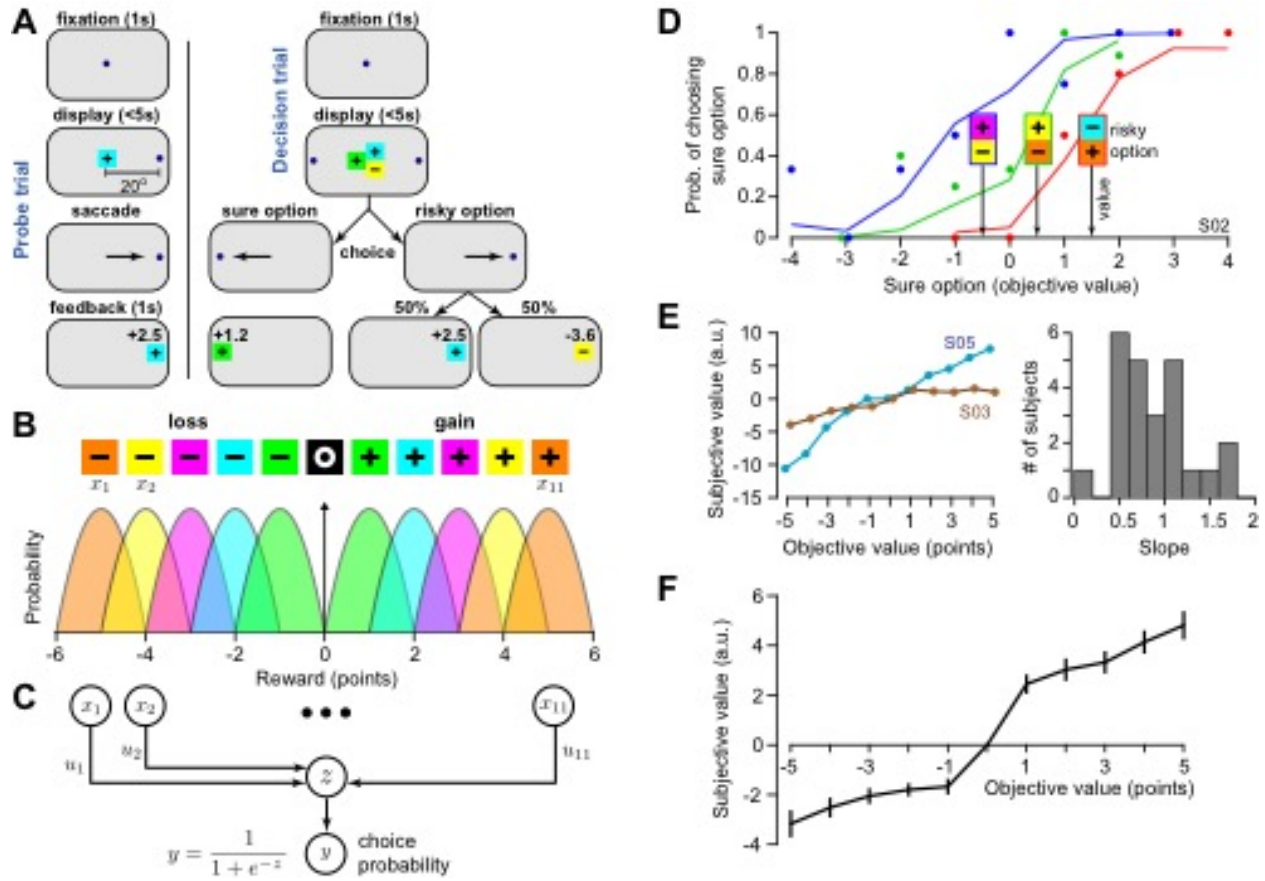 A
Probe trial
fixation (1s)
display (<5s)
+
20°
saccade
feedback (1s)
+2.5
+
Decision trial
fixation (1s)
display (<5s)
+
+
−
sure option
risky option
choice
50%
50%
+1.2
+
+2.5
+
-3.6
−
B
loss
gain
− − − − − O + + + + +
x1 x2 x11
Probability
-6 -4 -2 0 2 4 6
Reward (points)
C
x1 x2 ••• x11
u1 u2 u11
z
y = 1 / (1 + e^-z)
y
choice
probability
D
Prob. of choosing
sure option
1
0.8
0.6
0.4
0.2
0
+ + − risky
− − + option
value
S02
-4 -3 -2 -1 0 1 2 3 4
Sure option (objective value)
E
Subjective value (a.u.)
10
5
0
-5
-10
-15
S05
S03
-5 -3 -1 1 3 5
Objective value (points)
# of subjects
6
4
2
0
0 0.5 1 1.5 2
Slope
F
Subjective value (a.u.)
6
4
2
0
-2
-4
-5 -3 -1 1 3 5
Objective value (points)